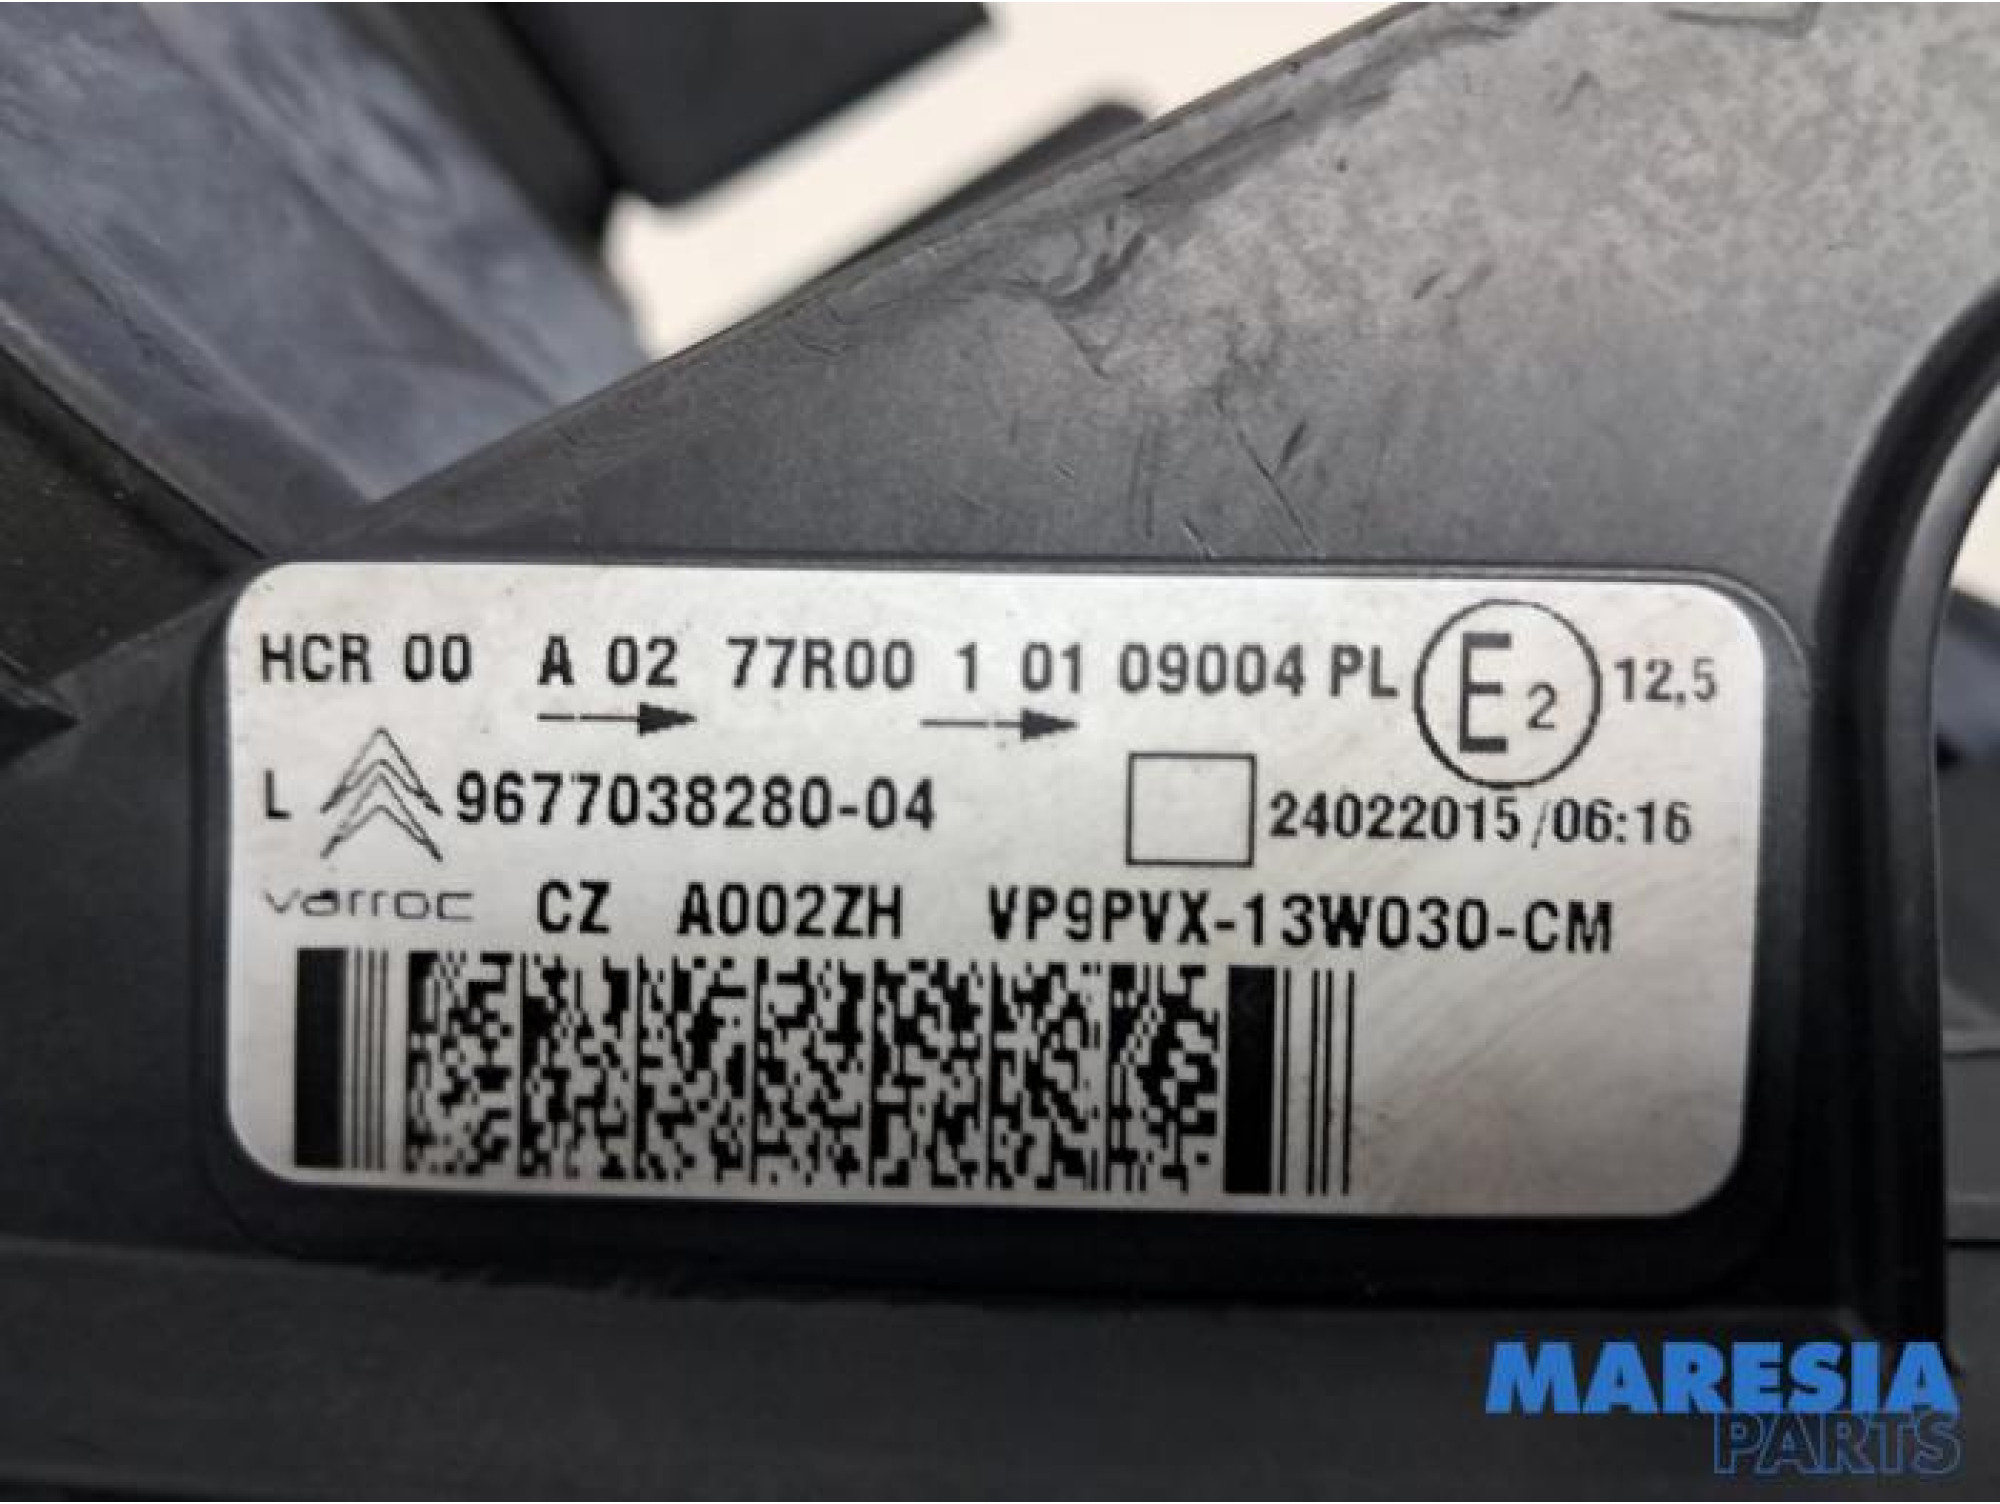 HCR 00 A 02 77R00 1 01 09004 PL E2 12,5
L 9677038280-04 24022015/06:16
varroc CZ A002ZH VP9PVX-13W030-CM
MARESIA
PARTS